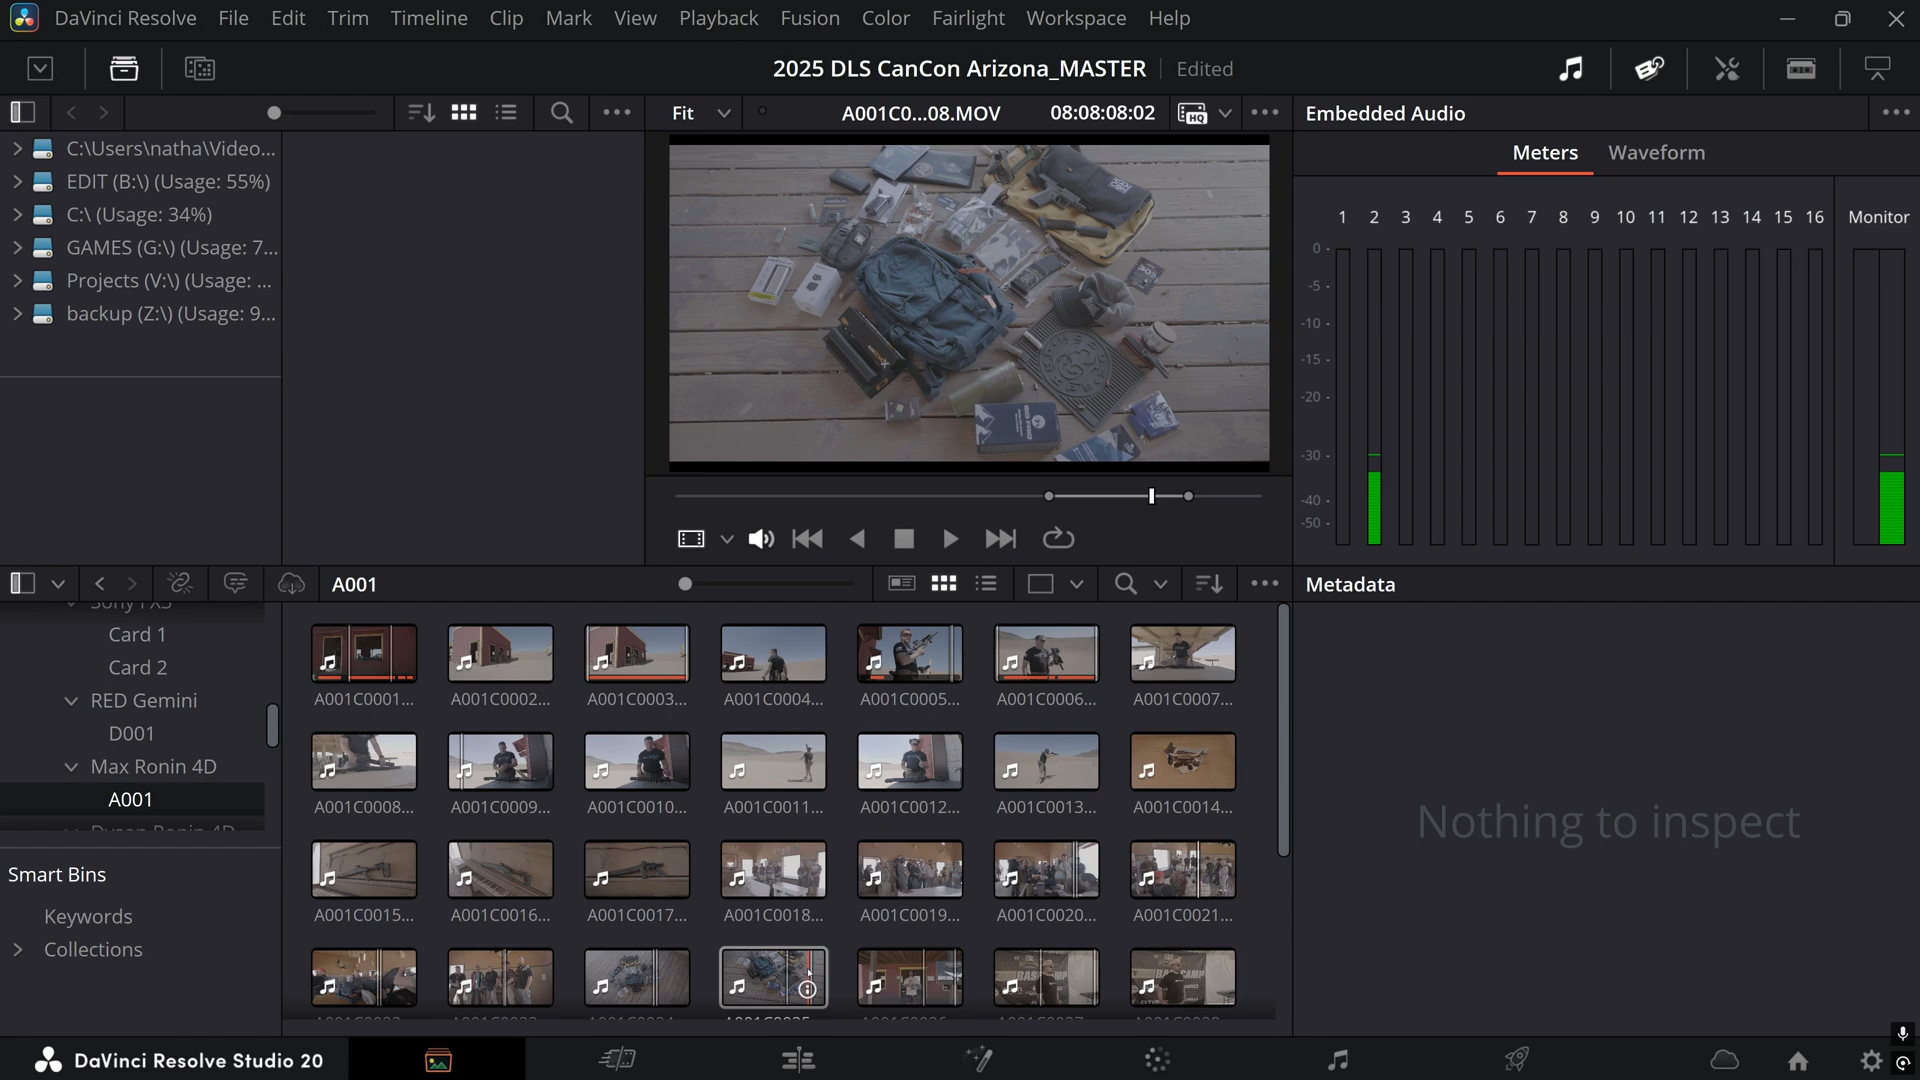 DaVinci Resolve File Edit Trim Timeline Clip Mark View Playback Fusion Color Fairlight Workspace Help
2025 DLS CanCon Arizona_MASTER Edited
Fit A001C0...08.MOV 08:08:08:02 HQ Embedded Audio
Meters Waveform
C:\Users\natha\Video...
EDIT (B:\) (Usage: 55%)
C:\ (Usage: 34%)
GAMES (G:\) (Usage: 7...
Projects (V:\) (Usage: ...
backup (Z:\) (Usage: 9...
1 2 3 4 5 6 7 8 9 10 11 12 13 14 15 16 Monitor
0
-5
-10
-15
-20
-30
-40
-50
A001
Metadata
Card 1
Card 2
RED Gemini
D001
Max Ronin 4D
A001
Smart Bins
Keywords
Collections
A001C0001... A001C0002... A001C0003... A001C0004... A001C0005... A001C0006... A001C0007...
A001C0008... A001C0009... A001C0010... A001C0011... A001C0012... A001C0013... A001C0014...
A001C0015... A001C0016... A001C0017... A001C0018... A001C0019... A001C0020... A001C0021...
Nothing to inspect
DaVinci Resolve Studio 20